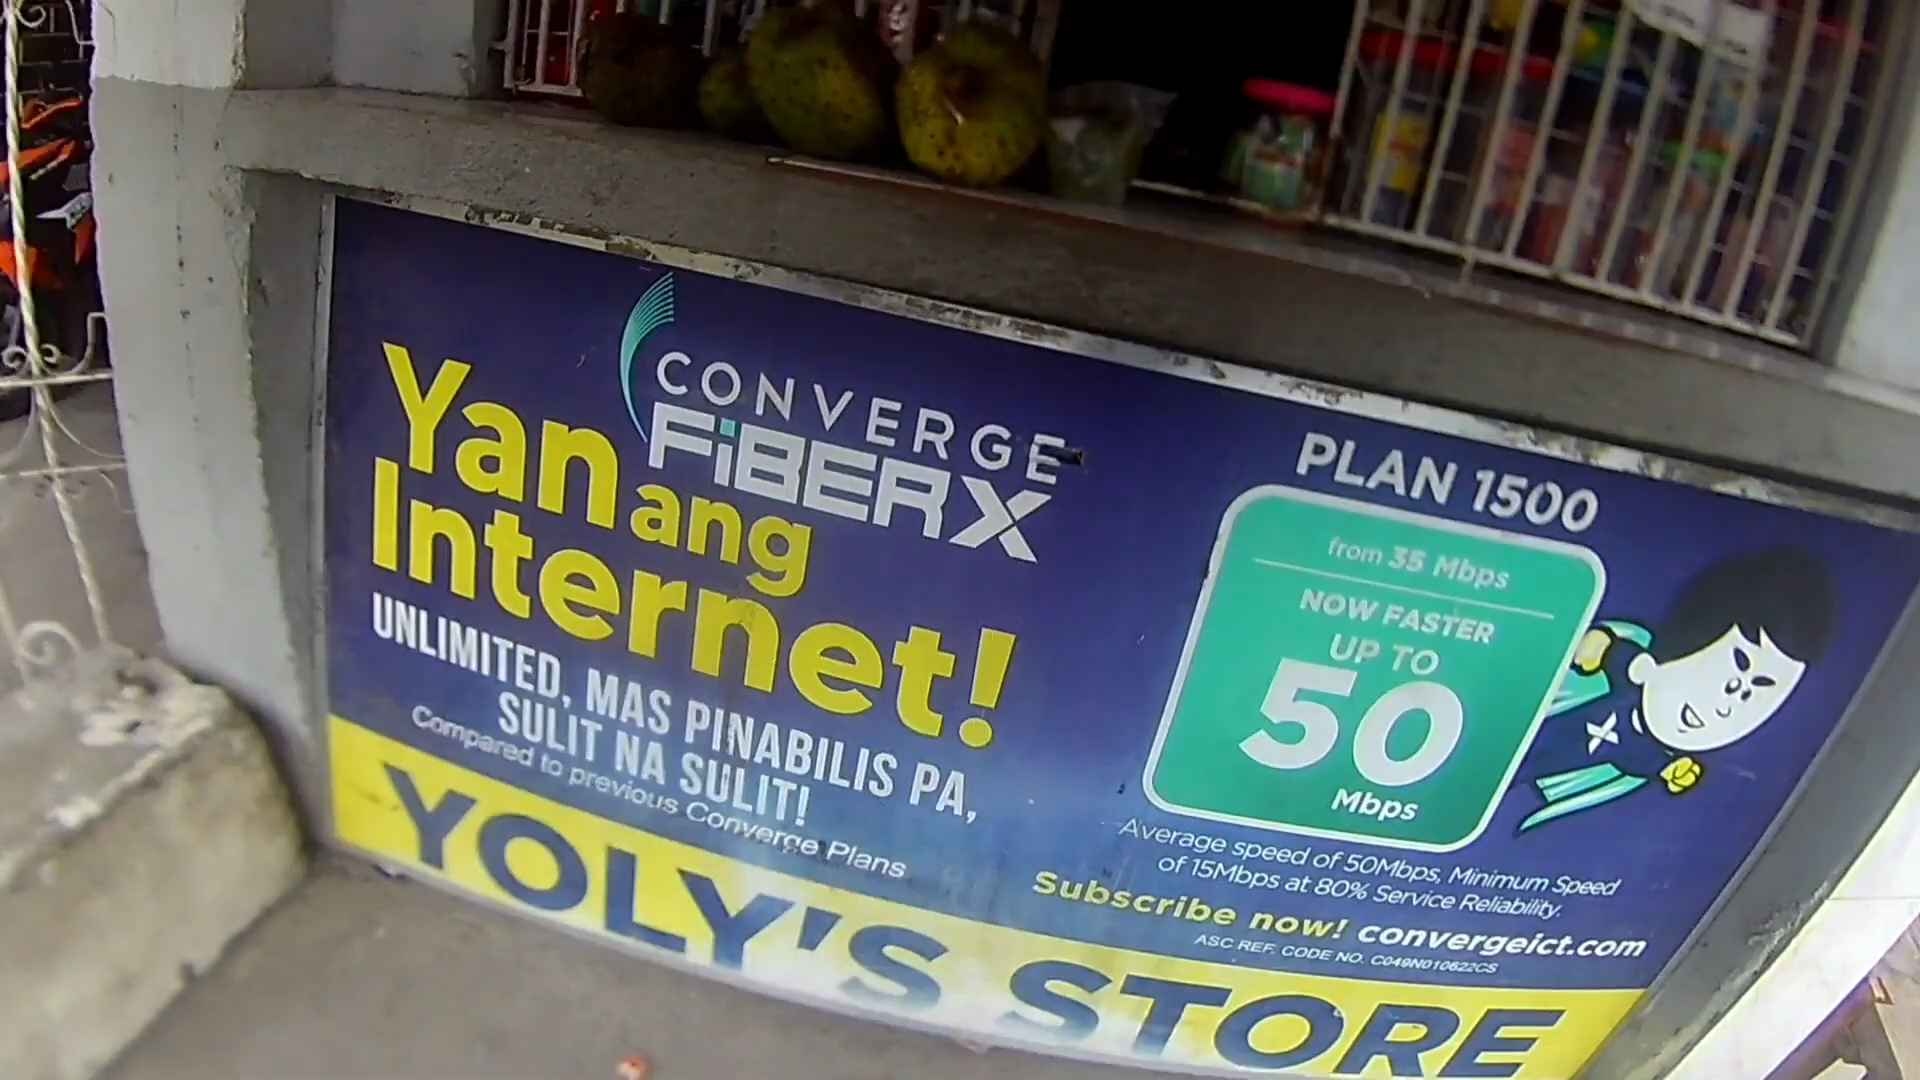 CONVERGE
FiBERX
Yan ang
Internet!
UNLIMITED, MAS PINABILIS PA,
SULIT NA SULIT!
Compared to previous Converge Plans
PLAN 1500
from 35 Mbps
NOW FASTER
UP TO
50
Mbps
X
Average speed of 50Mbps, Minimum Speed
of 15Mbps at 80% Service Reliability.
Subscribe now! convergeict.com
ASC REF. CODE NO. C049N010622CS
YOLY'S STORE